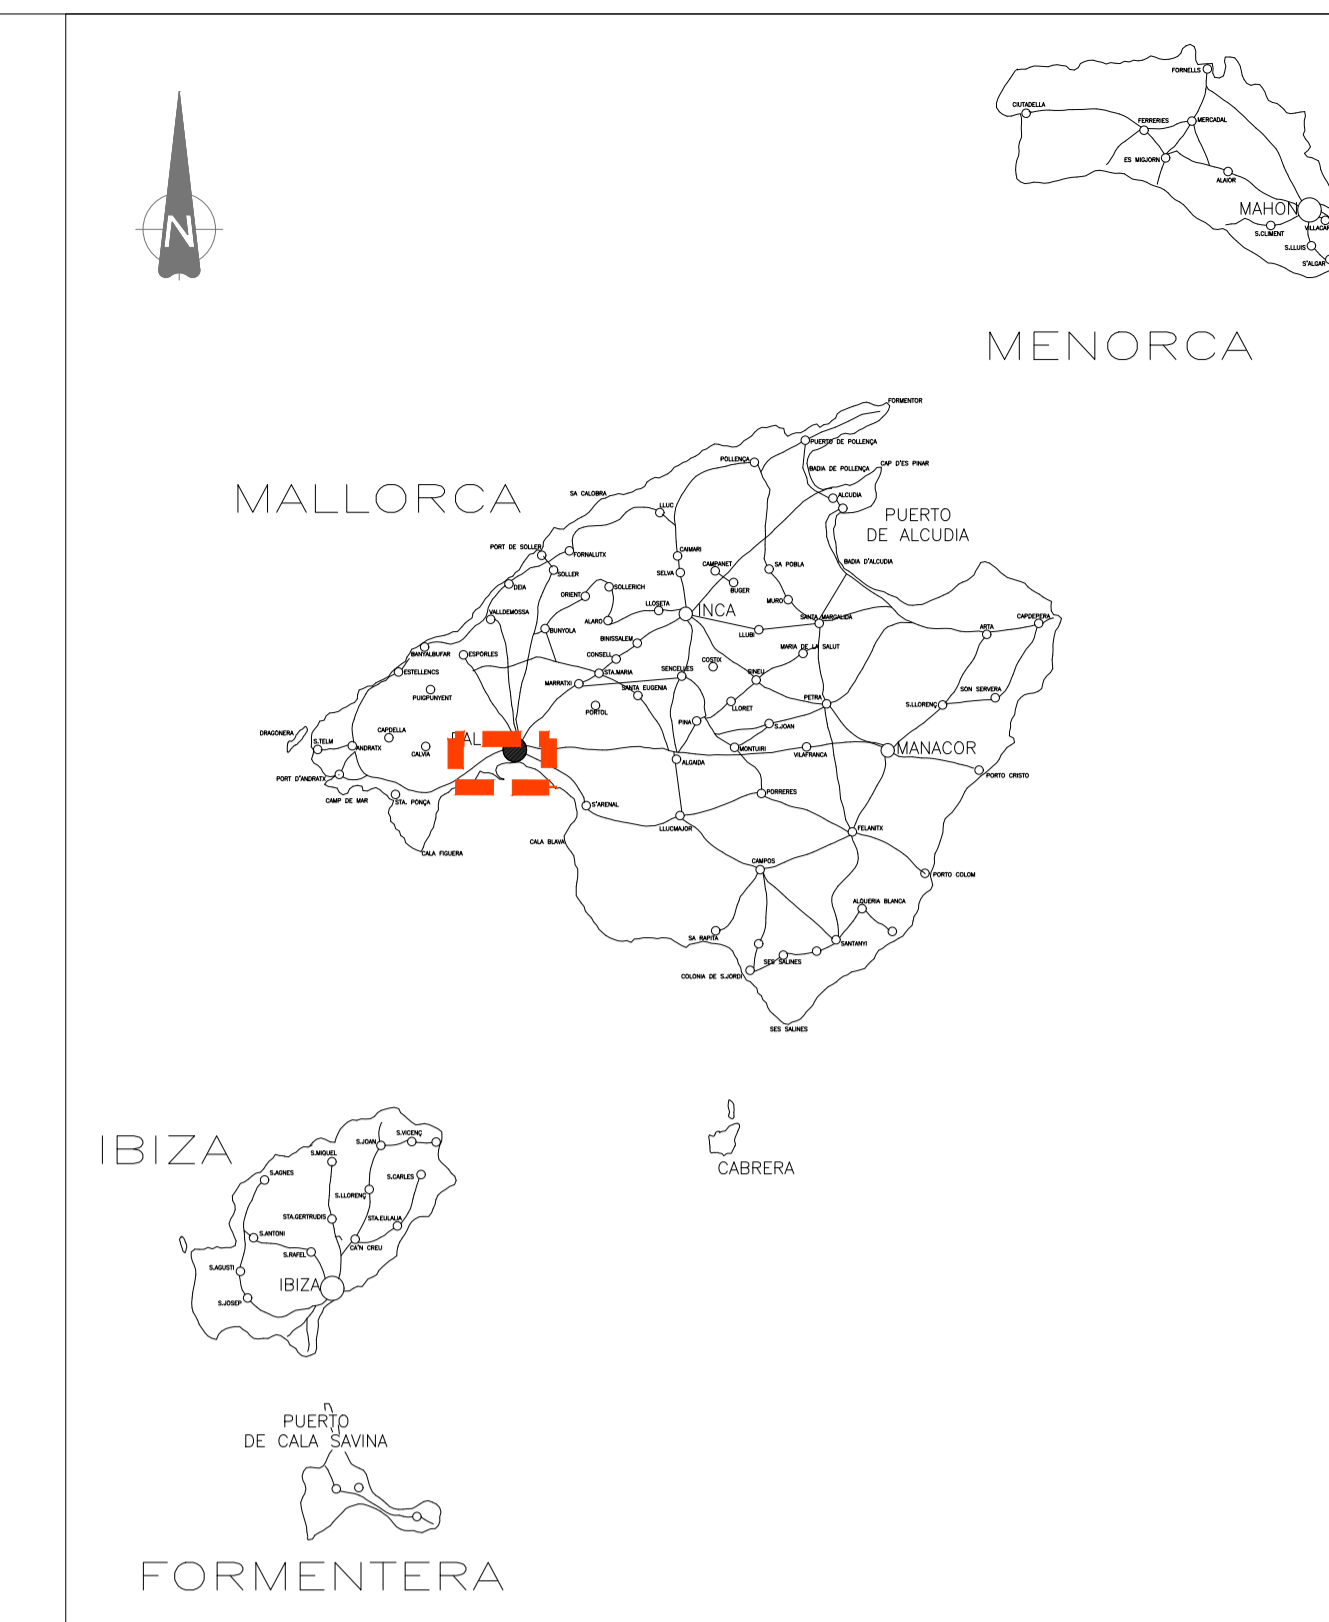 N
FORNELLS
CIUTADELLA
FERRERIES
MERCADAL
ES MIGJORN
ALAIOR
MAHON
S.CLIMENT
S.LLUIS
S'ALGAR
MENORCA
FORMENTOR
PUERTO DE POLLENÇA
POLLENÇA
BADIA DE POLLENÇA
CAP D'ES PINAR
MALLORCA
SA CALOBRA
ALCUDIA
LLUC
PUERTO
DE ALCUDIA
PORT DE SOLLER
FORNALUTX
CAIMARI
BADIA D'ALCUDIA
CAMPANET
SA POBLA
SOLLER
SELVA
DEIA
SOLLERICH
BUGER
ORIENT
MURO
LLOSETA
INCA
VALLDEMOSSA
SANTA MARGALIDA
CAPDEPERA
ALARO
ARTA
BUNYOLA
LLUBI
BINISSALEM
MARIA DE LA SALUT
BANYALBUFAR
ESPORLES
CONSELL
COSTIX
ESTELLENCS
STA.MARIA
SENCELLES
SINEU
MARRATXI
SANTA EUGENIA
SON SERVERA
PUIGPUNYENT
PETRA
S.LLORENÇ
PORTOL
LLORET
PINA
S.JOAN
DRAGONERA
CAPDELLA
PAL
S.TELM
ANDRATX
CALVIA
MONTUIRI
VILAFRANCA
MANACOR
ALGAIDA
PORT D'ANDRATX
PORTO CRISTO
CAMP DE MAR
STA. PONÇA
S'ARENAL
PORRERES
LLUCMAJOR
FELANITX
CALA BLAVA
CALA FIGUERA
CAMPOS
PORTO COLOM
ALQUERIA BLANCA
SA RAPITA
SANTANYI
SES SALINES
COLONIA DE S.JORDI
SES SALINES
CABRERA
IBIZA
S.VICENÇ
S.JOAN
S.MIQUEL
S.AGNES
S.CARLES
S.LLORENÇ
STA.GERTRUDIS
STA.EULALIA
S.ANTONI
CA'N CREU
S.RAFEL
S.AGUSTI
IBIZA
S.JOSEP
PUERTO
DE CALA SAVINA
FORMENTERA